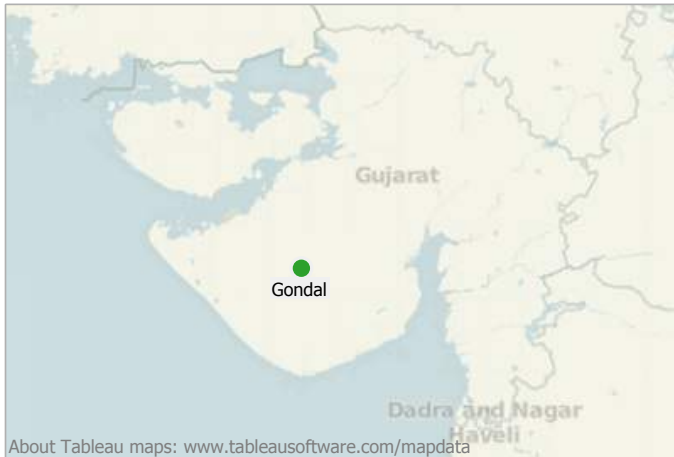 Gujarat
Gondal
Dadra and Nagar
Haveli
About Tableau maps: www.tableausoftware.com/mapdata